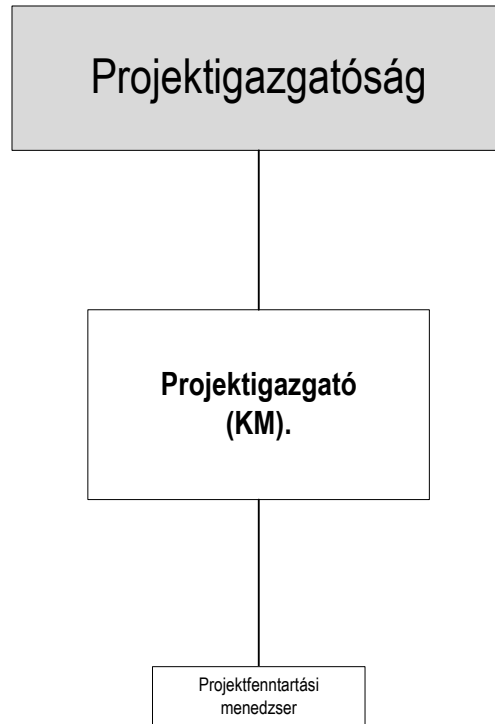 Projektigazgatóság
Projektigazgató
(KM).
Projektfenntartási
menedzser